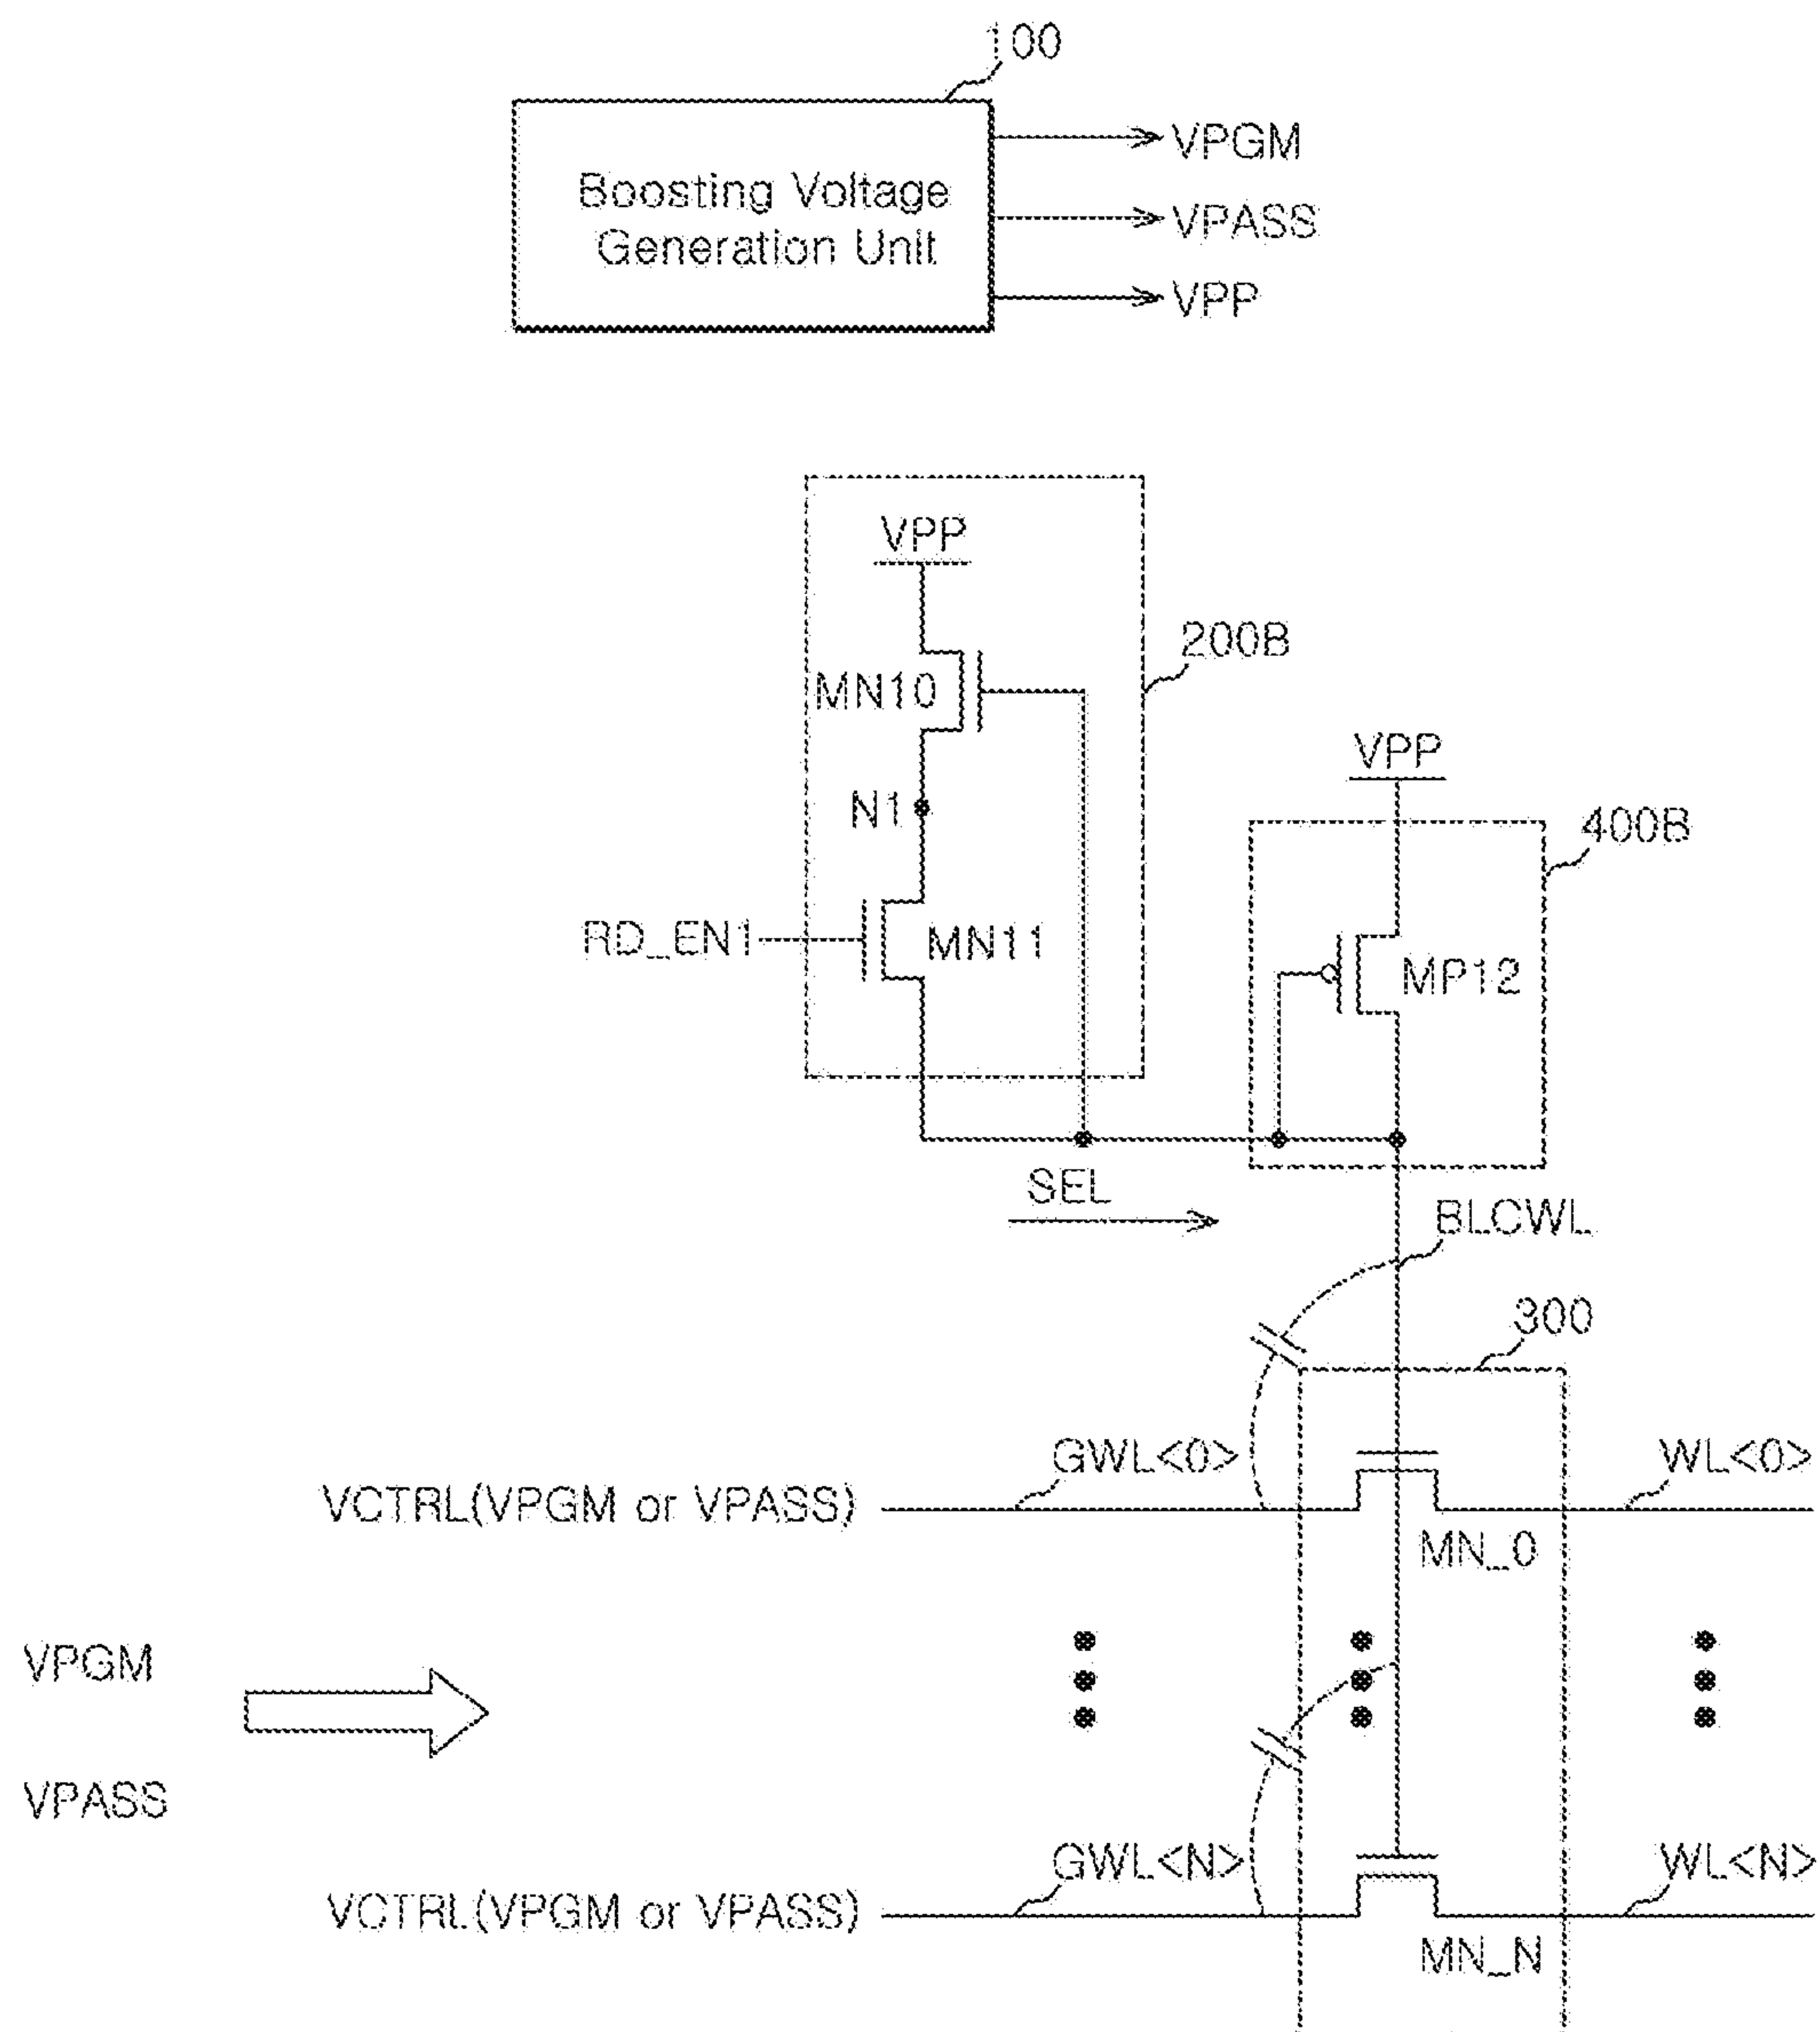 100
Boosting Voltage
Generation Unit
VPGM
VPASS
VPP
VPP
200B
MN10
VPP
N1
400B
RD_EN1
MN11
MP12
SEL
BLCWL
300
GWL<0>
WL<0>
VCTRL(VPGM or VPASS)
MN_0
VPGM
VPASS
GWL<N>
WL<N>
VCTRL(VPGM or VPASS)
MN_N